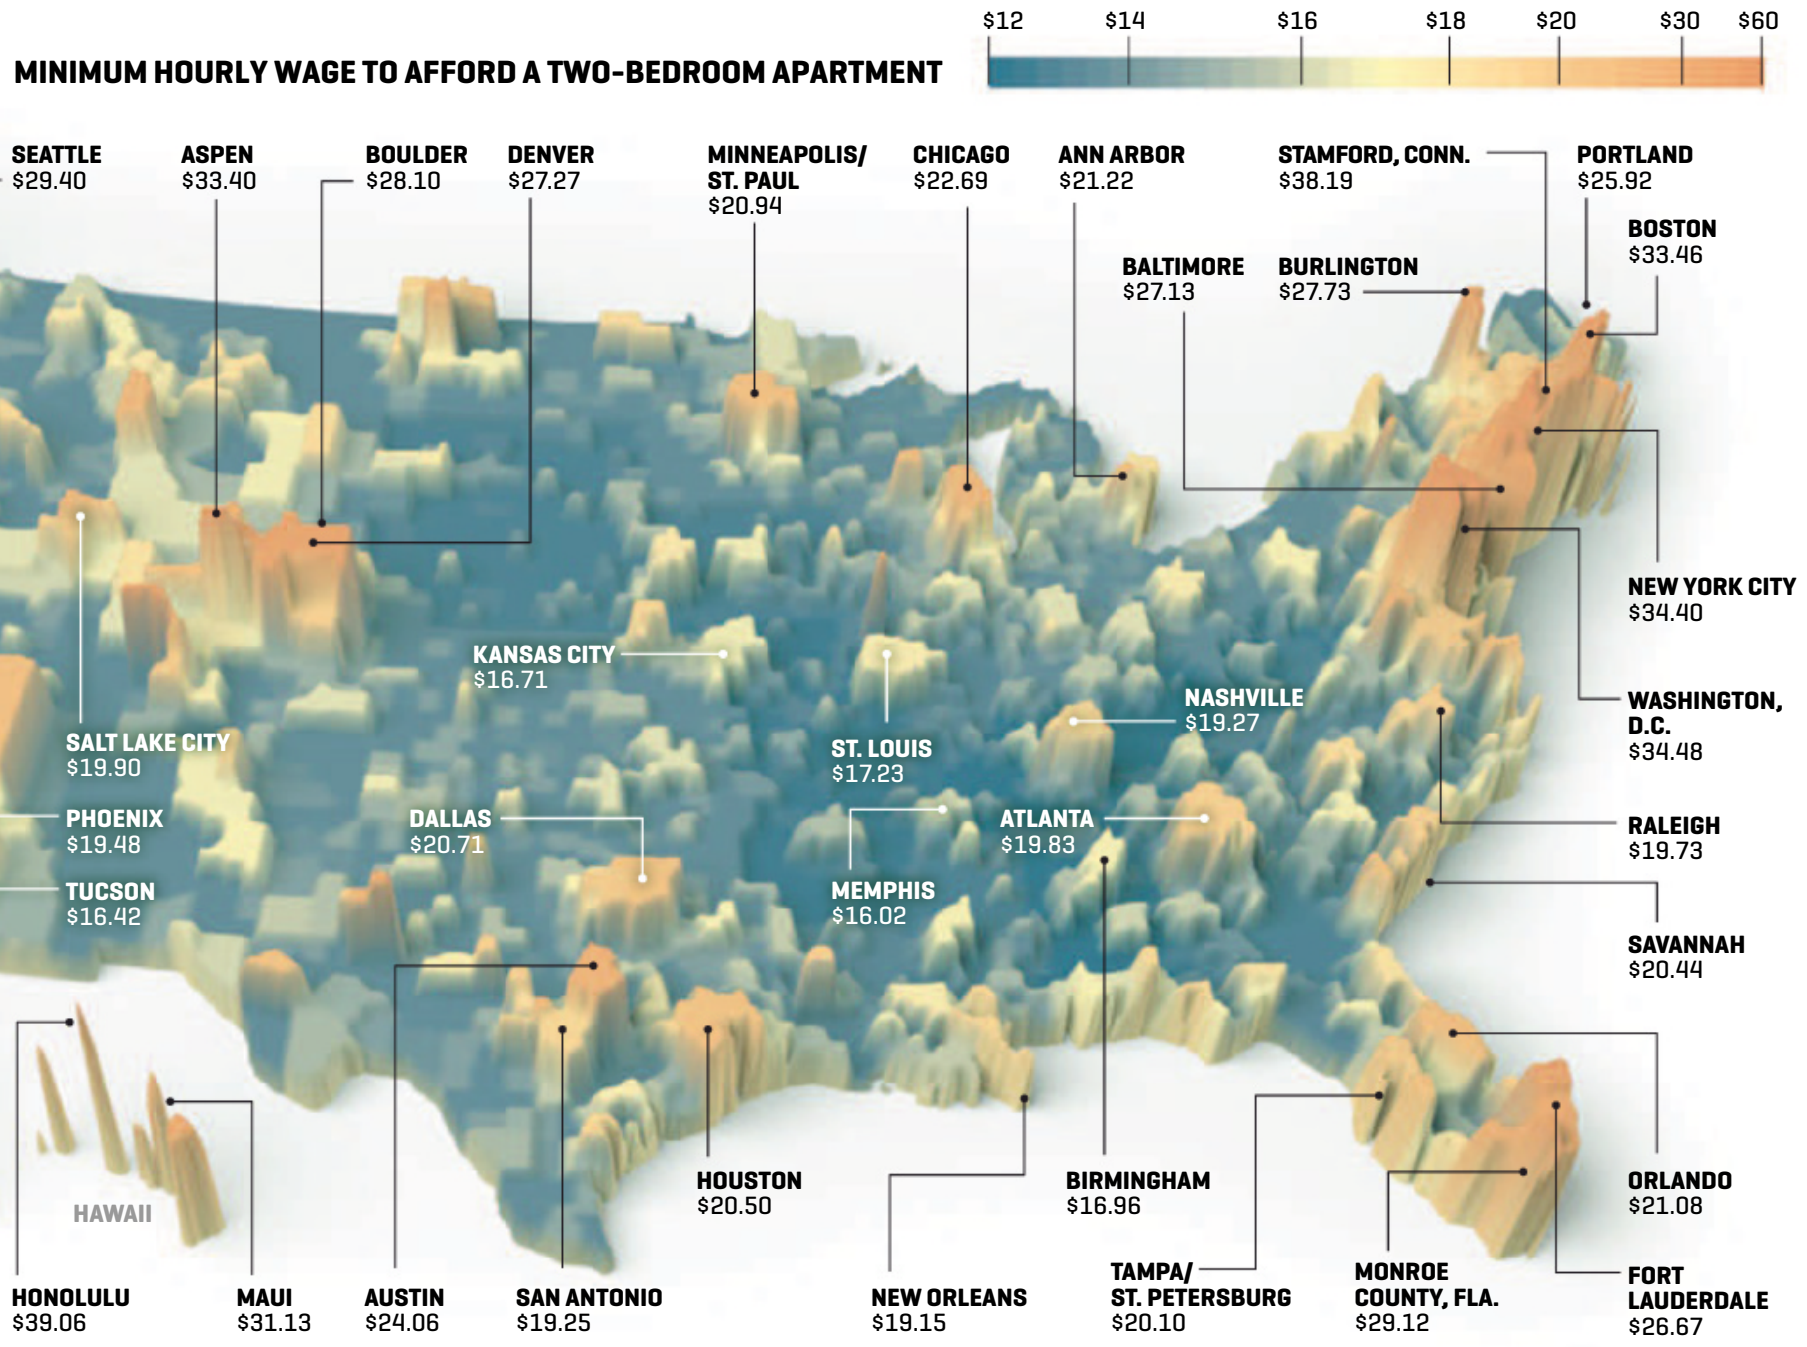 $12 $14 $16 $18 $20 $30 $60
MINIMUM HOURLY WAGE TO AFFORD A TWO-BEDROOM APARTMENT
SEATTLE
$29.40
ASPEN
$33.40
BOULDER
$28.10
DENVER
$27.27
MINNEAPOLIS/
ST. PAUL
$20.94
CHICAGO
$22.69
ANN ARBOR
$21.22
STAMFORD, CONN.
$38.19
PORTLAND
$25.92
BOSTON
$33.46
BALTIMORE
$27.13
BURLINGTON
$27.73
NEW YORK CITY
$34.40
KANSAS CITY
$16.71
NASHVILLE
$19.27
WASHINGTON,
D.C.
$34.48
SALT LAKE CITY
$19.90
ST. LOUIS
$17.23
PHOENIX
$19.48
DALLAS
$20.71
ATLANTA
$19.83
RALEIGH
$19.73
TUCSON
$16.42
MEMPHIS
$16.02
SAVANNAH
$20.44
HAWAII
HOUSTON
$20.50
BIRMINGHAM
$16.96
ORLANDO
$21.08
HONOLULU
$39.06
MAUI
$31.13
AUSTIN
$24.06
SAN ANTONIO
$19.25
NEW ORLEANS
$19.15
TAMPA/
ST. PETERSBURG
$20.10
MONROE
COUNTY, FLA.
$29.12
FORT
LAUDERDALE
$26.67